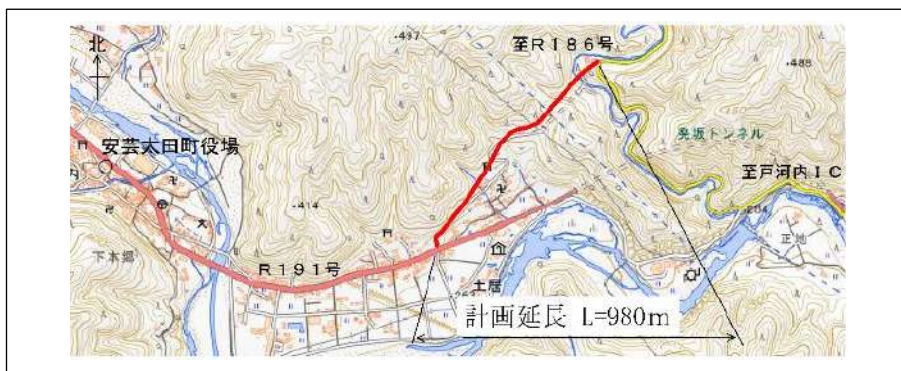 ・497
至R186号
北
・488
発坂トンネル
安芸太田町役場
至戸河内IC
・414
・204
正地
下本郷
R191号
土居
計画延長 L=980m